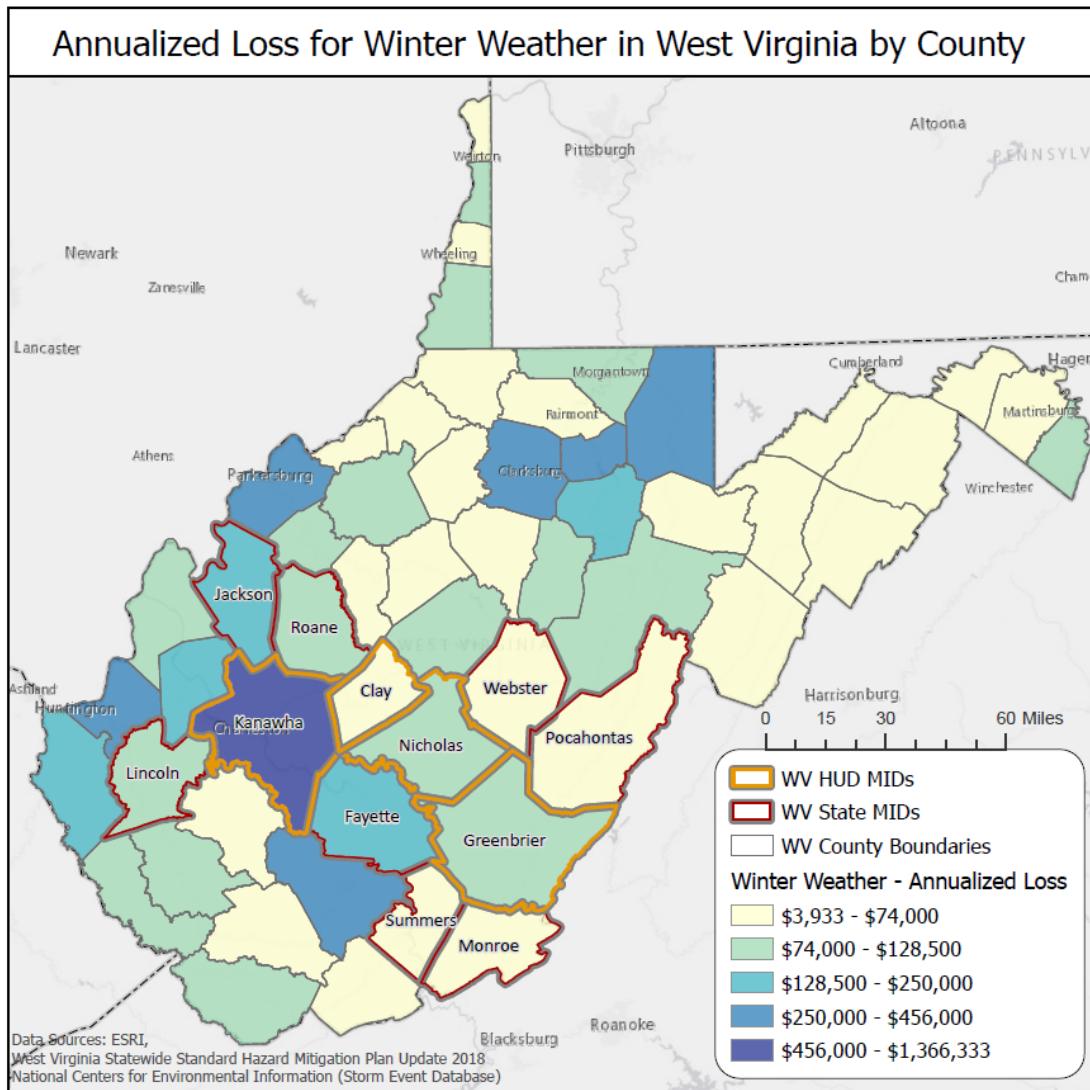 Annualized Loss for Winter Weather in West Virginia by County
Altoona
Pittsburgh
Weirton
PENNSYLV
Newark
Wheeling
Zanesville
Cham
Lancaster
Cumberland
Hager
Morgantown
Fairmont
Martinsburg
Athens
Parkersburg
Clarksburg
Winchester
Jackson
Roane
WEST VIRGINIA
Ashland
Huntington
Clay
Webster
Harrisonburg
Kanawha
Charleston
Nicholas
Pocahontas
0 15 30 60 Miles
Lincoln
Fayette
Greenbrier
Summers
Monroe
WV HUD MIDs
WV State MIDs
WV County Boundaries
Winter Weather - Annualized Loss
$3,933 - $74,000
$74,000 - $128,500
$128,500 - $250,000
$250,000 - $456,000
$456,000 - $1,366,333
Roanoke
Blacksburg
Data Sources: ESRI,
West Virginia Statewide Standard Hazard Mitigation Plan Update 2018
National Centers for Environmental Information (Storm Event Database)